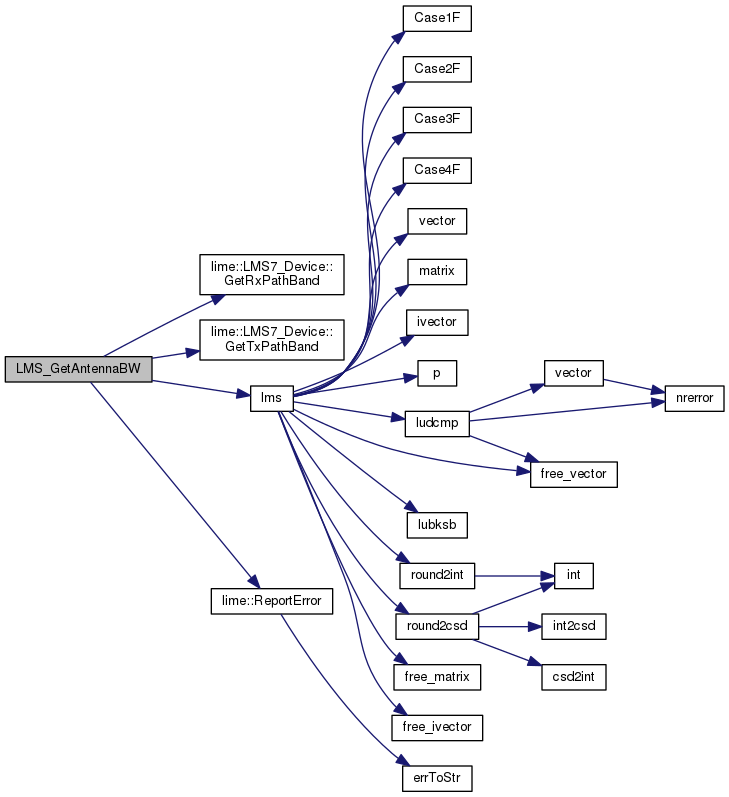 Case1F
Case2F
Case3F
Case4F
vector
lime::LMS7_Device::
GetRxPathBand
matrix
ivector
lime::LMS7_Device::
GetTxPathBand
LMS_GetAntennaBW
p
vector
lms
nrerror
ludcmp
free_vector
lubksb
round2int
int
lime::ReportError
round2csd
int2csd
free_matrix
csd2int
free_ivector
errToStr